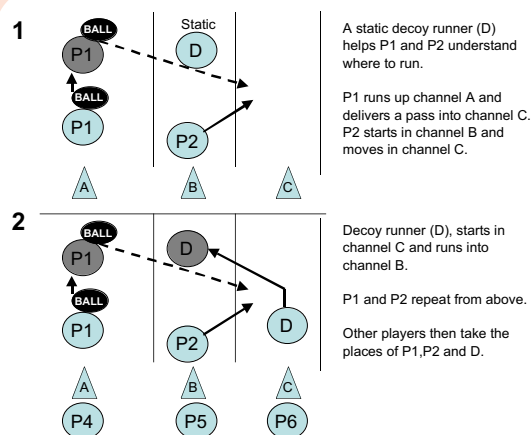 1
BALL
P1
Static
D
BALL
P1
P2
A
B
C
A static decoy runner (D)
helps P1 and P2 understand
where to run.
P1 runs up channel A and
delivers a pass into channel C.
P2 starts in channel B and
moves in channel C.
2
BALL
P1
D
BALL
P1
P2
D
A
B
C
P4
P5
P6
Decoy runner (D), starts in
channel C and runs into
channel B.
P1 and P2 repeat from above.
Other players then take the
places of P1,P2 and D.